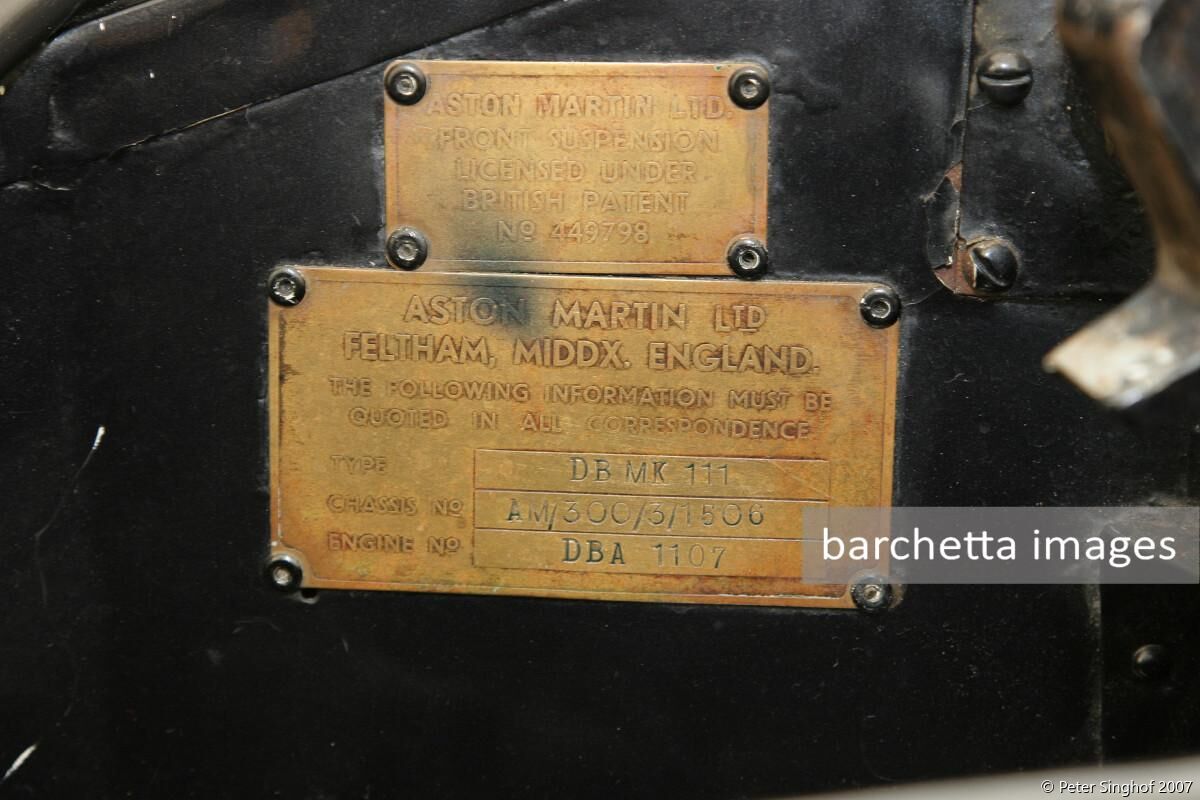 ASTON MARTIN LTD.
FRONT SUSPENSION
LICENSED UNDER
BRITISH PATENT
Nº 449798
ASTON MARTIN LTD
FELTHAM, MIDDX. ENGLAND.
THE FOLLOWING INFORMATION MUST BE
QUOTED IN ALL CORRESPONDENCE
TYPE DB MK 111
CHASSIS Nº AM/300/3/1506
ENGINE Nº DBA 1107
barchetta images
© Peter Singhof 2007